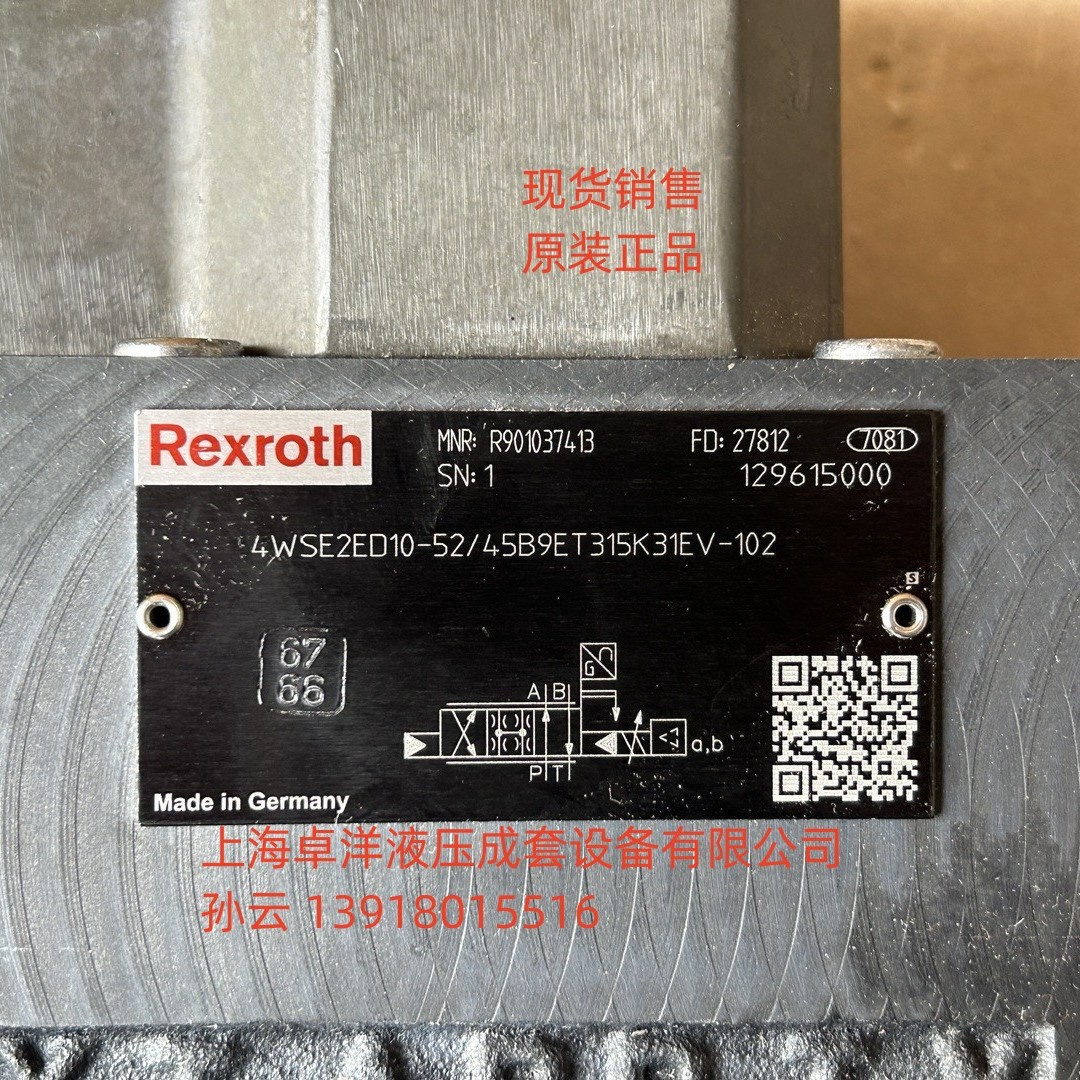 现货销售
原装正品
Rexroth
MNR: R901037413 FD: 27812 7081
SN: 1 129615000
4WSE2ED10-52/45B9ET315K31EV-102
S
67
66
G
A B
a,b
P T
Made in Germany
上海卓洋液压成套设备有限公司
孙云 13918015516